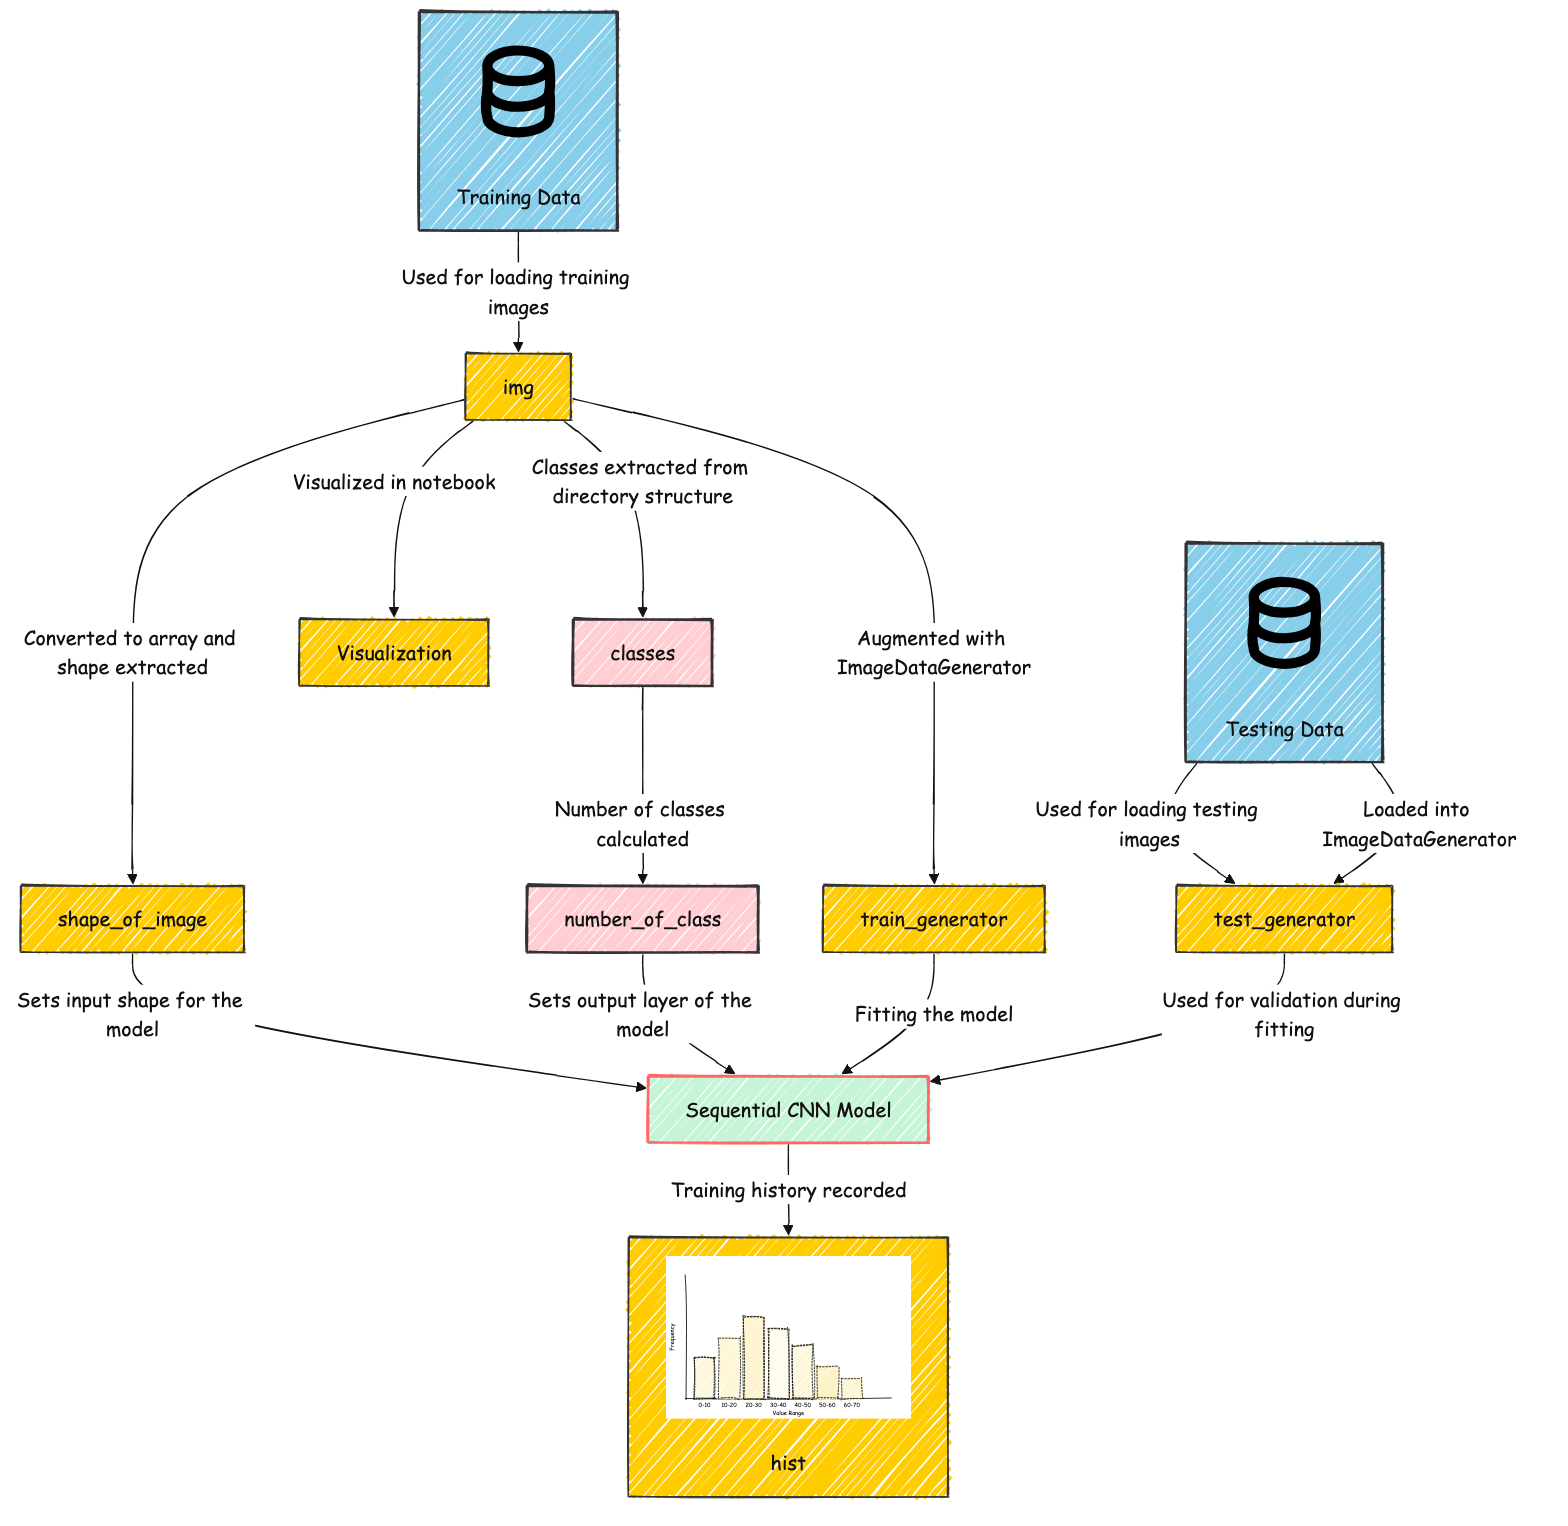 Training Data
Used for loading training
images
img
Visualized in notebook
Classes extracted from
directory structure
Converted to array and
shape extracted
Visualization
classes
Augmented with
ImageDataGenerator
Testing Data
Number of classes
calculated
Used for loading testing
images
Loaded into
ImageDataGenerator
shape_of_image
number_of_class
train_generator
test_generator
Sets input shape for the
model
Sets output layer of the
model
Fitting the model
Used for validation during
fitting
Sequential CNN Model
Training history recorded
Frequency
0-10 10-20 20-30 30-40 40-50 50-60 60-70
Value Range
hist